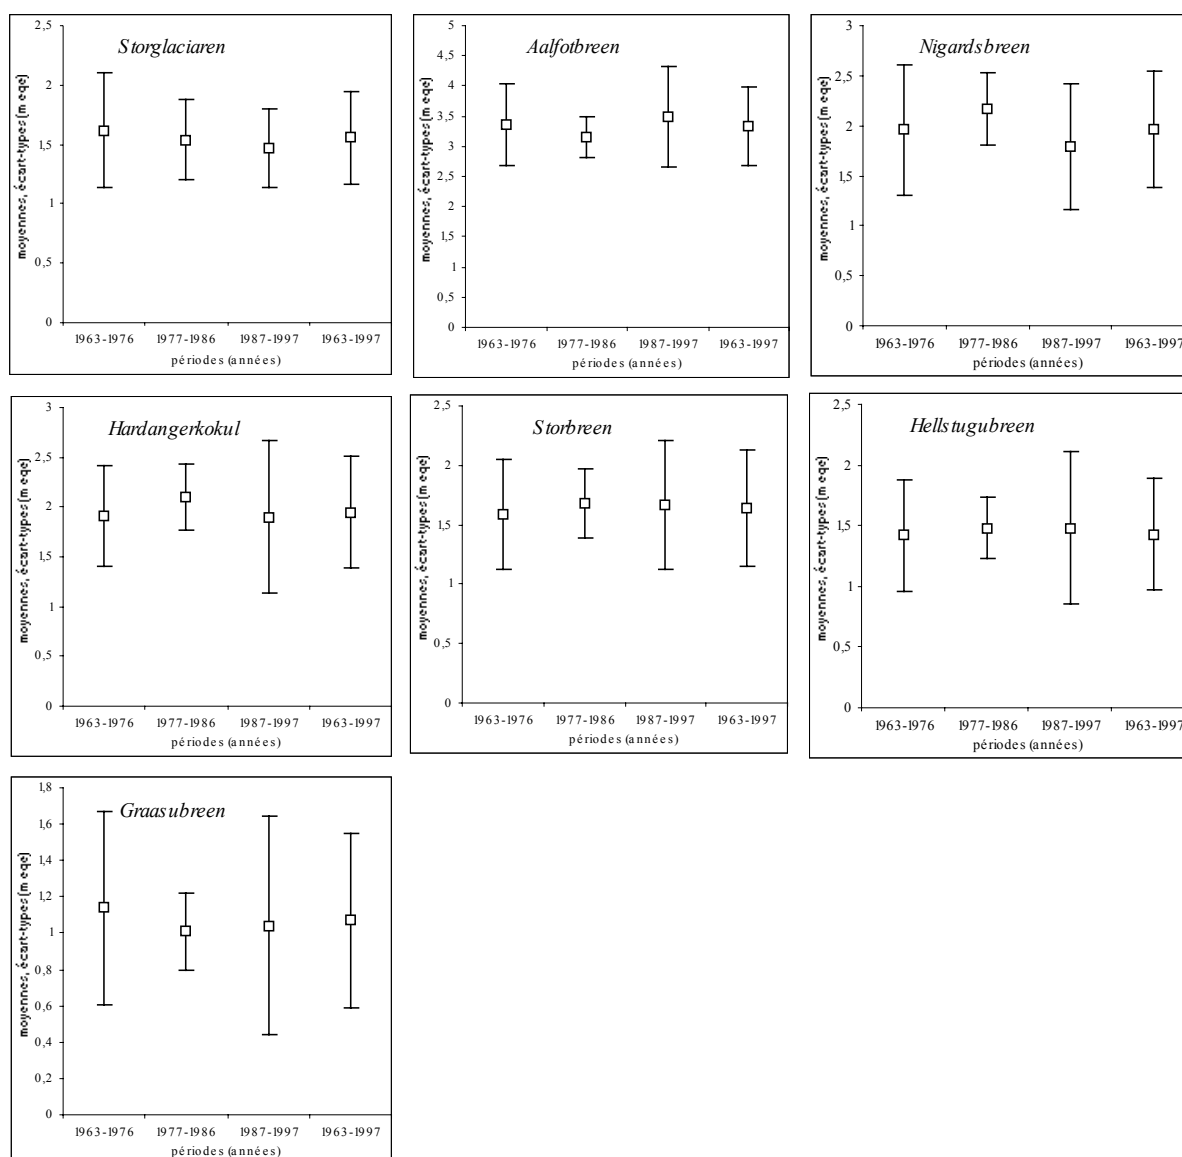 Storglaciaren
moyennes, écart-types (m eqe)
2,5
2
1,5
1
0,5
0
1963-1976 1977-1986 1987-1997 1963-1997
périodes (années)
Aalfotbreen
moyennes, écart-types (m eqe)
5
4,5
4
3,5
3
2,5
2
1,5
1
0,5
0
1963-1976 1977-1986 1987-1997 1963-1997
périodes (années)
Nigardsbreen
moyennes, écart-types (m eqe)
3
2,5
2
1,5
1
0,5
0
1963-1976 1977-1986 1987-1997 1963-1997
périodes (années)
Hardangerkokul
moyennes, écart-types (m eqe)
3
2,5
2
1,5
1
0,5
0
1963-1976 1977-1986 1987-1997 1963-1997
périodes (années)
Storbreen
moyennes, écart-types (m eqe)
2,5
2
1,5
1
0,5
0
1963-1976 1977-1986 1987-1997 1963-1997
périodes (années)
Hellstugubreen
moyennes, écart-types (m eqe)
2,5
2
1,5
1
0,5
0
1963-1976 1977-1986 1987-1997 1963-1997
périodes (années)
Graasubreen
moyennes, écart-types (m eqe)
1,8
1,6
1,4
1,2
1
0,8
0,6
0,4
0,2
0
1963-1976 1977-1986 1987-1997 1963-1997
périodes (années)